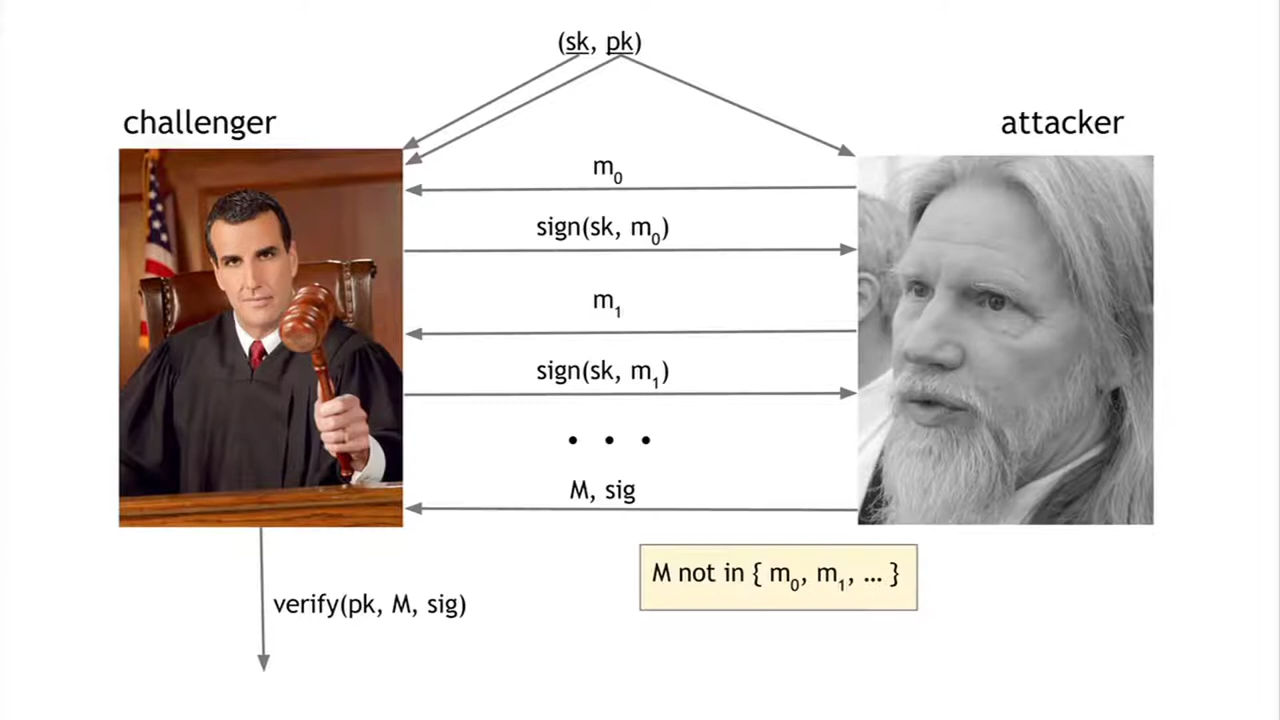 (sk, pk)
challenger
attacker
m₀
sign(sk, m₀)
m₁
sign(sk, m₁)
• • •
M, sig
M not in { m₀, m₁, ... }
verify(pk, M, sig)